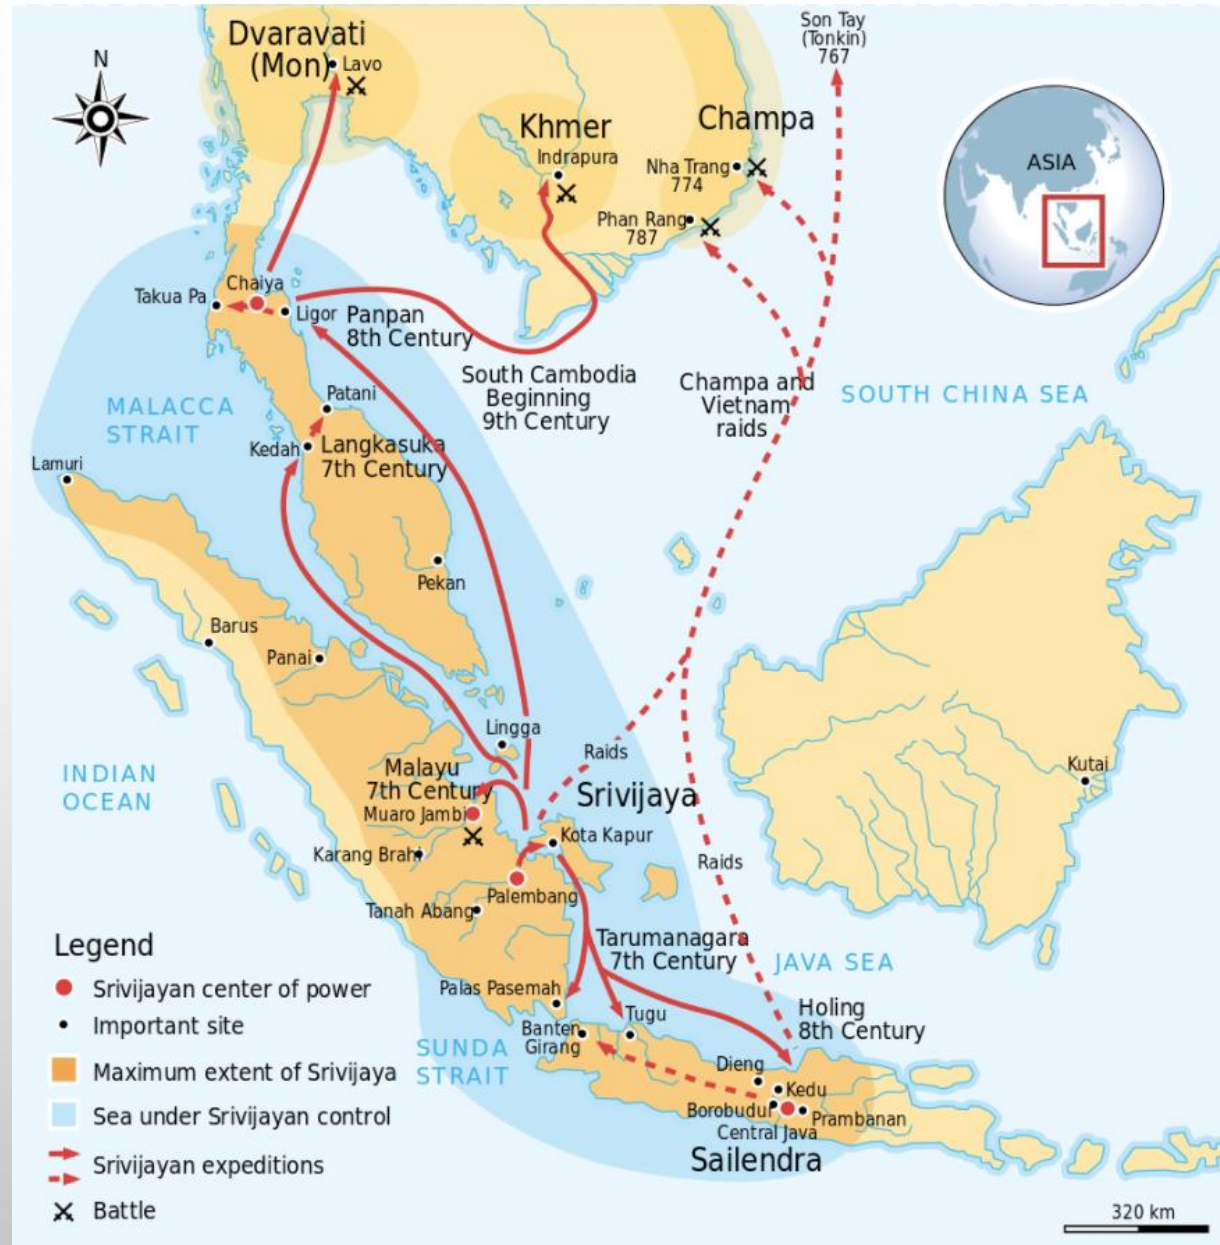 N
Dvaravati
(Mon)
Lavo
Son Tay
(Tonkin)
767
Khmer
Indrapura
Champa
Nha Trang
774
Phan Rang
787
ASIA
Chaiya
Takua Pa
Ligor
Panpan
8th Century
South Cambodia
Beginning
9th Century
Champa and
Vietnam
raids
SOUTH CHINA SEA
MALACCA
STRAIT
Patani
Kedah
Langkasuka
7th Century
Lamuri
Pekan
Barus
Panai
Lingga
Raids
INDIAN
OCEAN
Malayu
7th Century
Muaro Jambi
Srivijaya
Kutai
Kota Kapur
Karang Brahi
Raids
Palembang
Tanah Abang
Tarumanagara
7th Century
JAVA SEA
Palas Pasemah
Holing
8th Century
Tugu
Banten
Girang
SUNDA
STRAIT
Dieng
Kedu
Borobudur
Prambanan
Central Java
Sailendra
Legend
Srivijayan center of power
Important site
Maximum extent of Srivijaya
Sea under Srivijayan control
Srivijayan expeditions
Battle
320 km